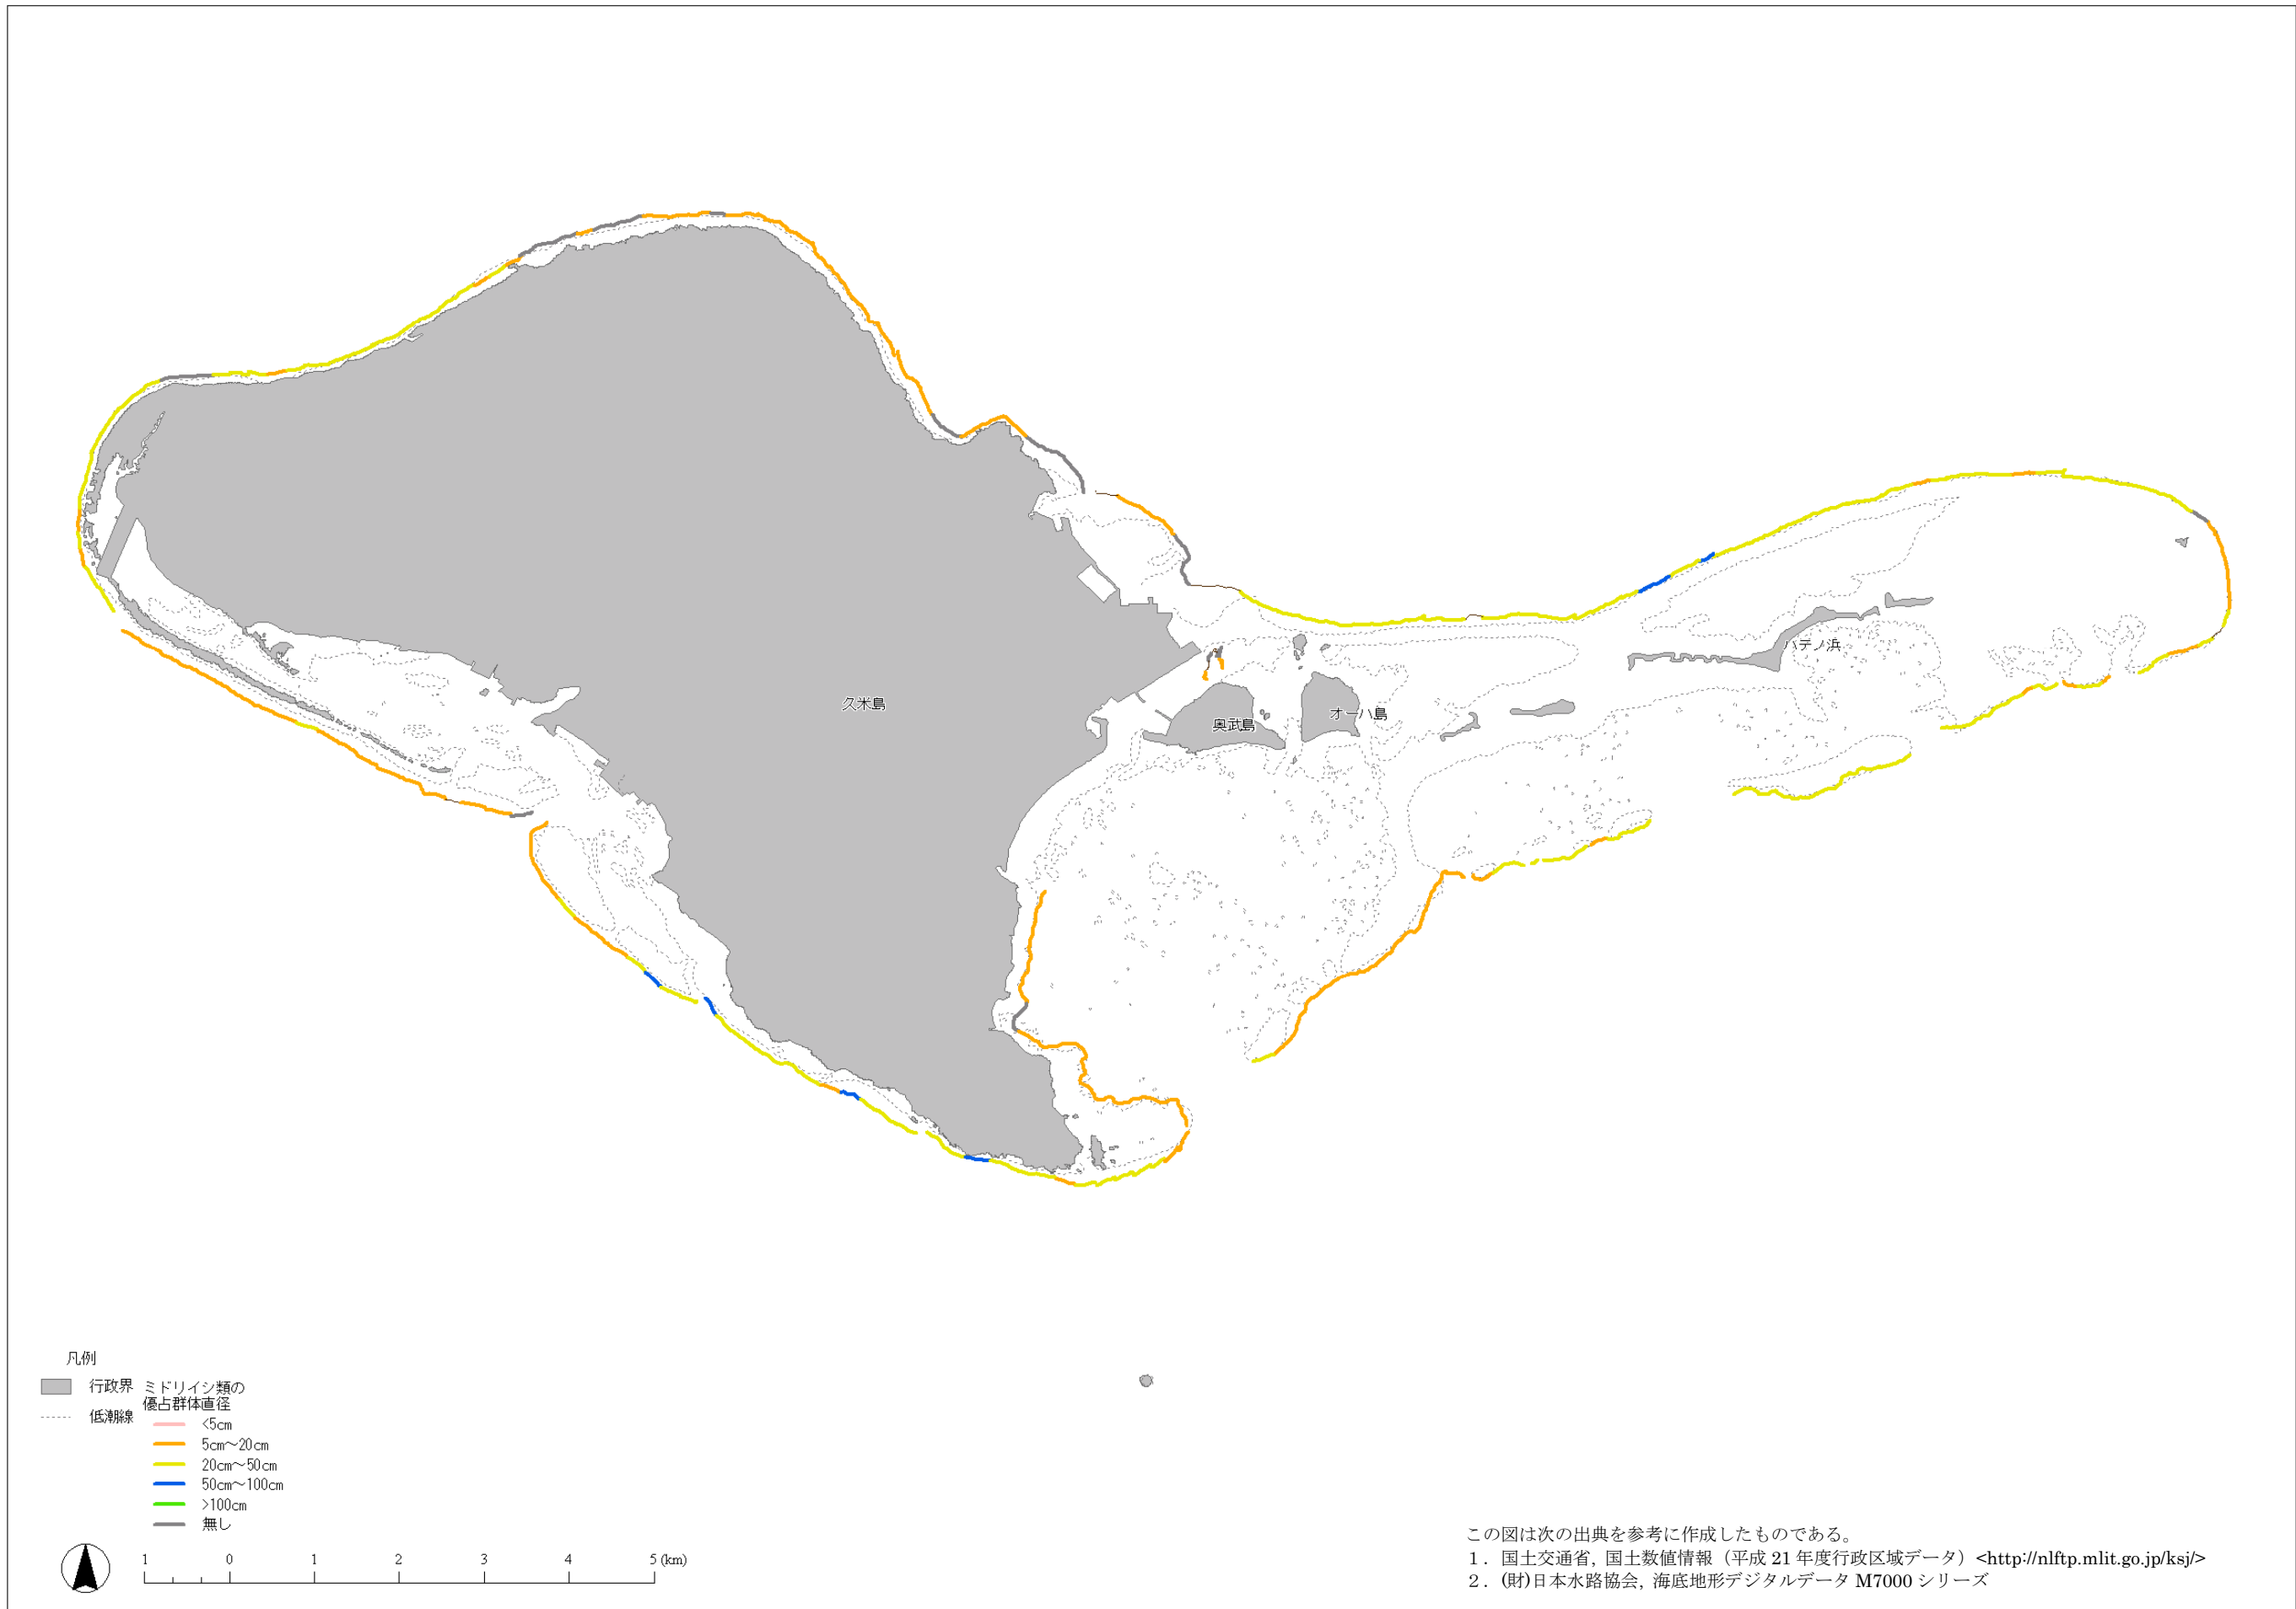 久米島
奥武島
オーハ島
ハテノ浜
凡例
行政界
低潮線
ミドリイシ類の
優占群体直径
<5cm
5cm～20cm
20cm～50cm
50cm～100cm
>100cm
無し
1 0 1 2 3 4 5 (km)
この図は次の出典を参考に作成したものである。
1．国土交通省, 国土数値情報（平成 21 年度行政区域データ）<http://nlftp.mlit.go.jp/ksj/>
2．(財)日本水路協会, 海底地形デジタルデータ M7000 シリーズ